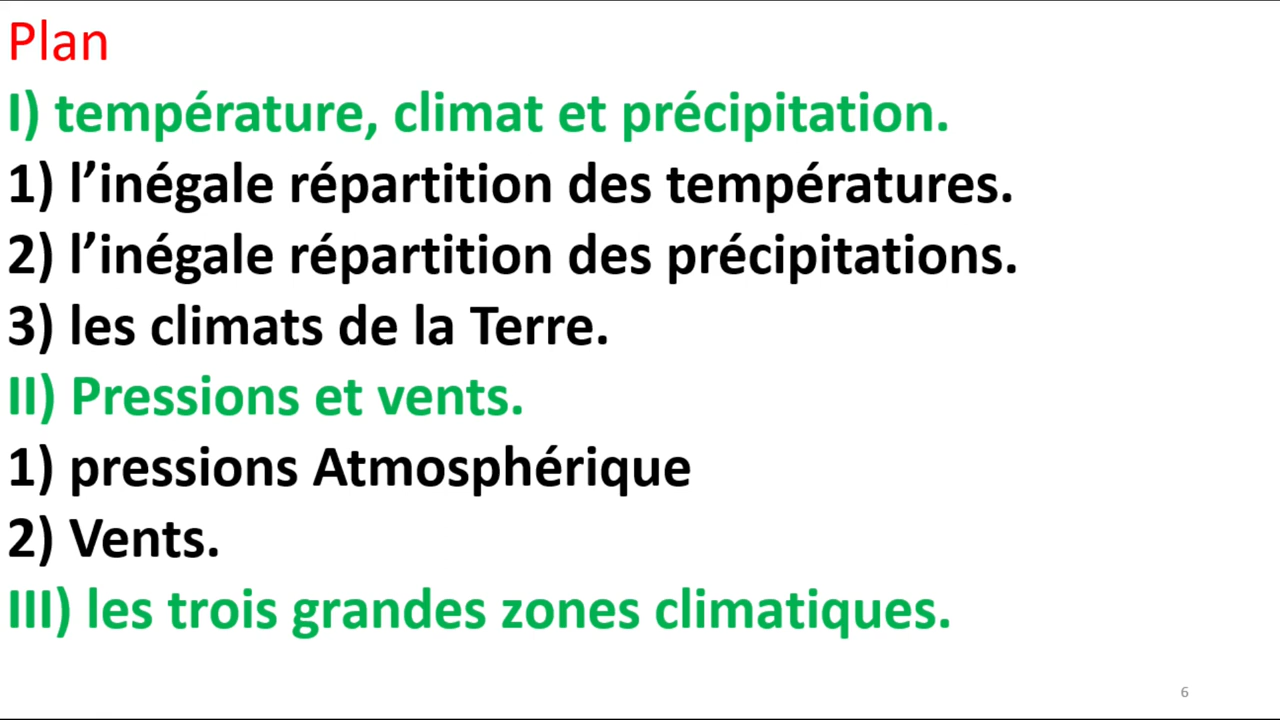 Plan
I) température, climat et précipitation.
1) l’inégale répartition des températures.
2) l’inégale répartition des précipitations.
3) les climats de la Terre.
II) Pressions et vents.
1) pressions Atmosphérique
2) Vents.
III) les trois grandes zones climatiques.
6